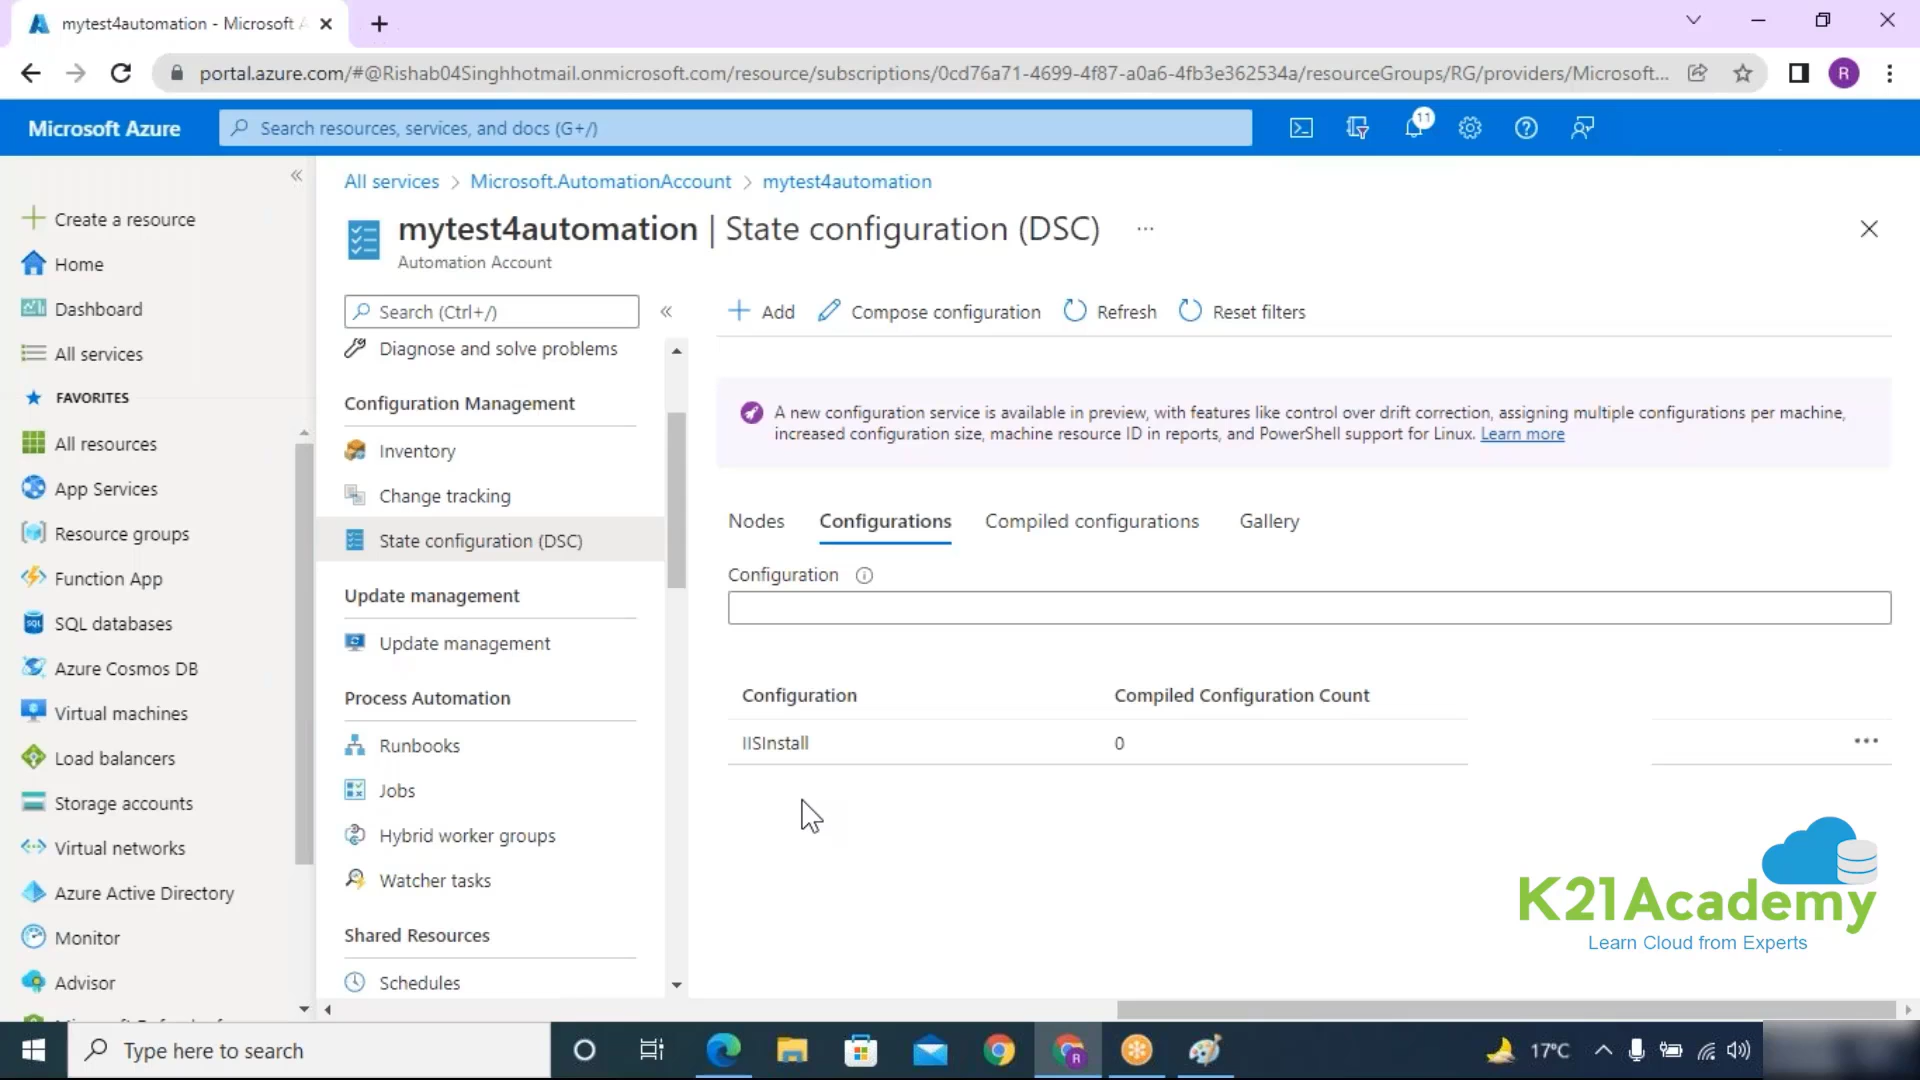 mytest4automation - Microsoft A
portal.azure.com/#@Rishab04Singhhotmail.onmicrosoft.com/resource/subscriptions/0cd76a71-4699-4f87-a0a6-4fb3e362534a/resourceGroups/RG/providers/Microsoft...
R
Microsoft Azure
Search resources, services, and docs (G+/)
11
Create a resource
Home
Dashboard
All services
FAVORITES
All resources
App Services
Resource groups
Function App
SQL databases
Azure Cosmos DB
Virtual machines
Load balancers
Storage accounts
Virtual networks
Azure Active Directory
Monitor
Advisor
All services > Microsoft.AutomationAccount > mytest4automation
mytest4automation | State configuration (DSC) ...
Automation Account
Search (Ctrl+/)
Diagnose and solve problems
Configuration Management
Inventory
Change tracking
State configuration (DSC)
Update management
Update management
Process Automation
Runbooks
Jobs
Hybrid worker groups
Watcher tasks
Shared Resources
Schedules
Add Compose configuration Refresh Reset filters
A new configuration service is available in preview, with features like control over drift correction, assigning multiple configurations per machine,
increased configuration size, machine resource ID in reports, and PowerShell support for Linux. Learn more
Nodes Configurations Compiled configurations Gallery
Configuration
Configuration Compiled Configuration Count
IISInstall 0
K21Academy
Learn Cloud from Experts
Type here to search
R
17°C